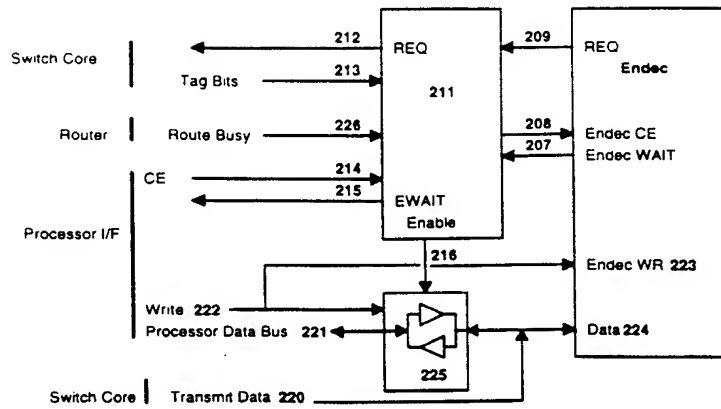 212 REQ 209 REQ
Switch Core Endec
213
Tag Bits 211
Router Route Busy 226 208 Endec CE
207 Endec WAIT
CE 214
215 EWAIT
Enable
Processor I/F
216 Endec WR 223
Write 222
Processor Data Bus 221 Data 224
225
Switch Core Transmit Data 220